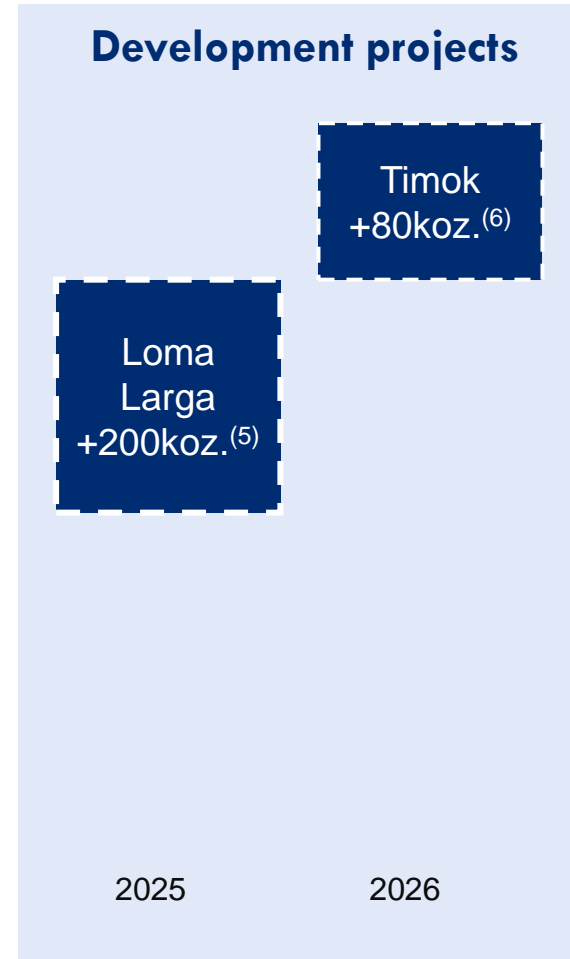 Development projects
Timok
+80koz.(6)
Loma
Larga
+200koz.(5)
2025
2026